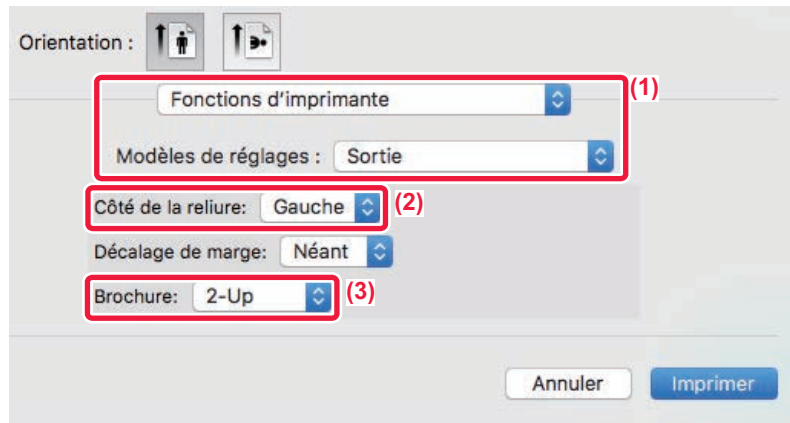 Orientation :
Fonctions d'imprimante
(1)
Modèles de réglages : Sortie
Côté de la reliure: Gauche (2)
Décalage de marge: Néant
Brochure: 2-Up (3)
Annuler Imprimer